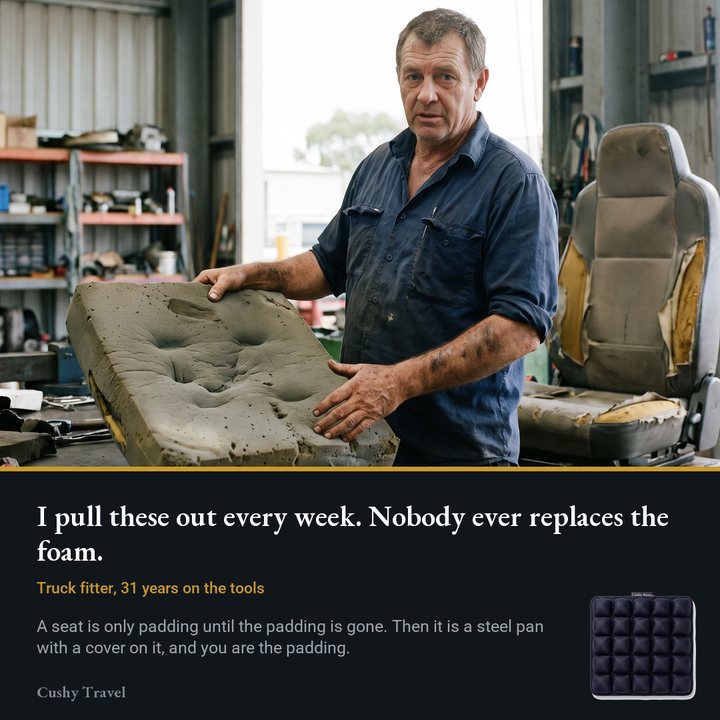 I pull these out every week. Nobody ever replaces the
foam.
Truck fitter, 31 years on the tools
A seat is only padding until the padding is gone. Then it is a steel pan
with a cover on it, and you are the padding.
Cushy Travel